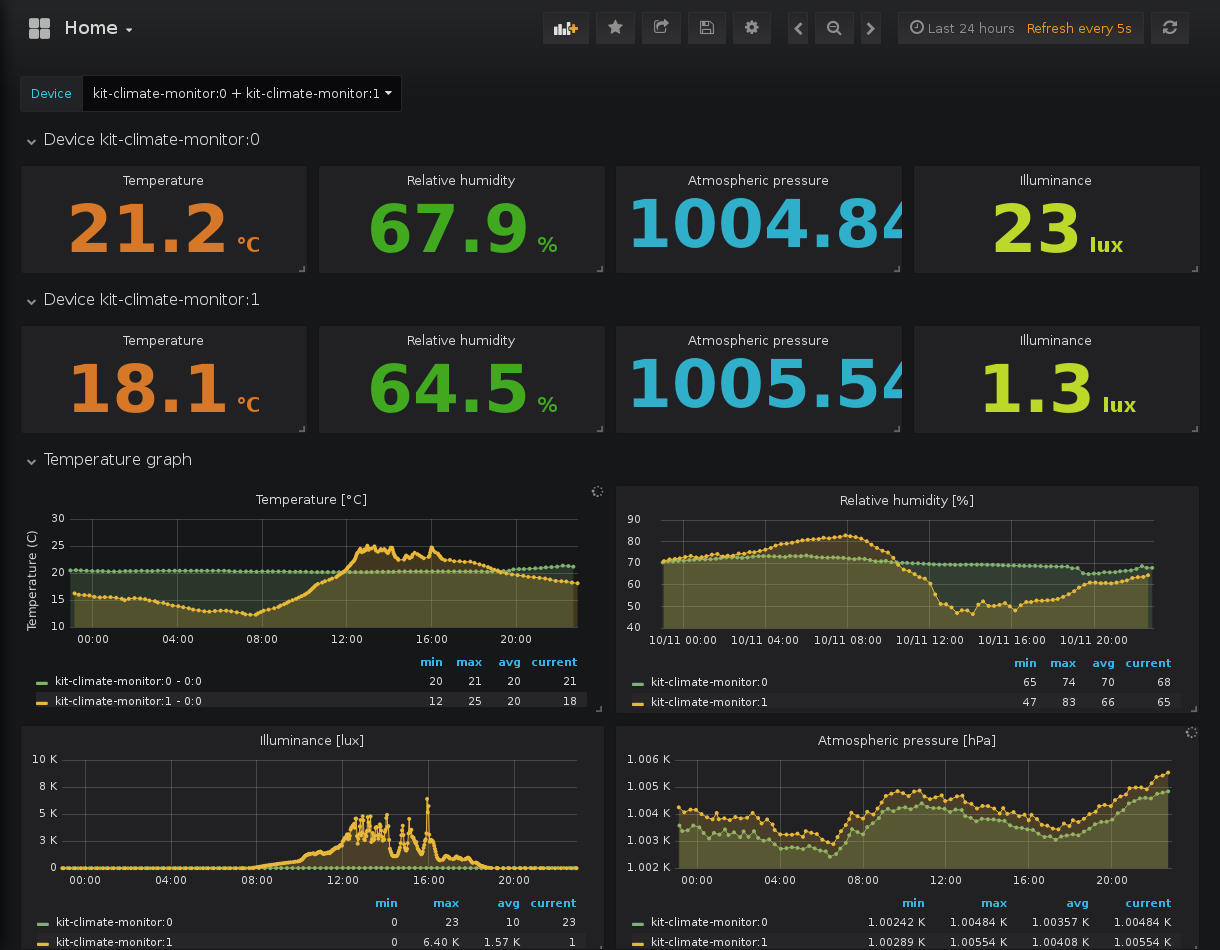 Home
Last 24 hours Refresh every 5s
Device kit-climate-monitor:0 + kit-climate-monitor:1
Device kit-climate-monitor:0
Temperature Relative humidity Atmospheric pressure Illuminance
21.2 °C 67.9 % 1004.84 23 lux
Device kit-climate-monitor:1
Temperature Relative humidity Atmospheric pressure Illuminance
18.1 °C 64.5 % 1005.54 1.3 lux
Temperature graph
Temperature [°C]
Temperature (C)
30
25
20
15
10
00:00 04:00 08:00 12:00 16:00 20:00
min max avg current
kit-climate-monitor:0 - 0:0 20 21 20 21
kit-climate-monitor:1 - 0:0 12 25 20 18
Relative humidity [%]
90
80
70
60
50
40
10/11 00:00 10/11 04:00 10/11 08:00 10/11 12:00 10/11 16:00 10/11 20:00
min max avg current
kit-climate-monitor:0 65 74 70 68
kit-climate-monitor:1 47 83 66 65
Illuminance [lux]
10 K
8 K
5 K
3 K
0
00:00 04:00 08:00 12:00 16:00 20:00
min max avg current
kit-climate-monitor:0 0 23 10 23
kit-climate-monitor:1 0 6.40 K 1.57 K 1
Atmospheric pressure [hPa]
1.006 K
1.005 K
1.004 K
1.003 K
1.002 K
00:00 04:00 08:00 12:00 16:00 20:00
min max avg current
kit-climate-monitor:0 1.00242 K 1.00484 K 1.00357 K 1.00484 K
kit-climate-monitor:1 1.00289 K 1.00554 K 1.00408 K 1.00554 K